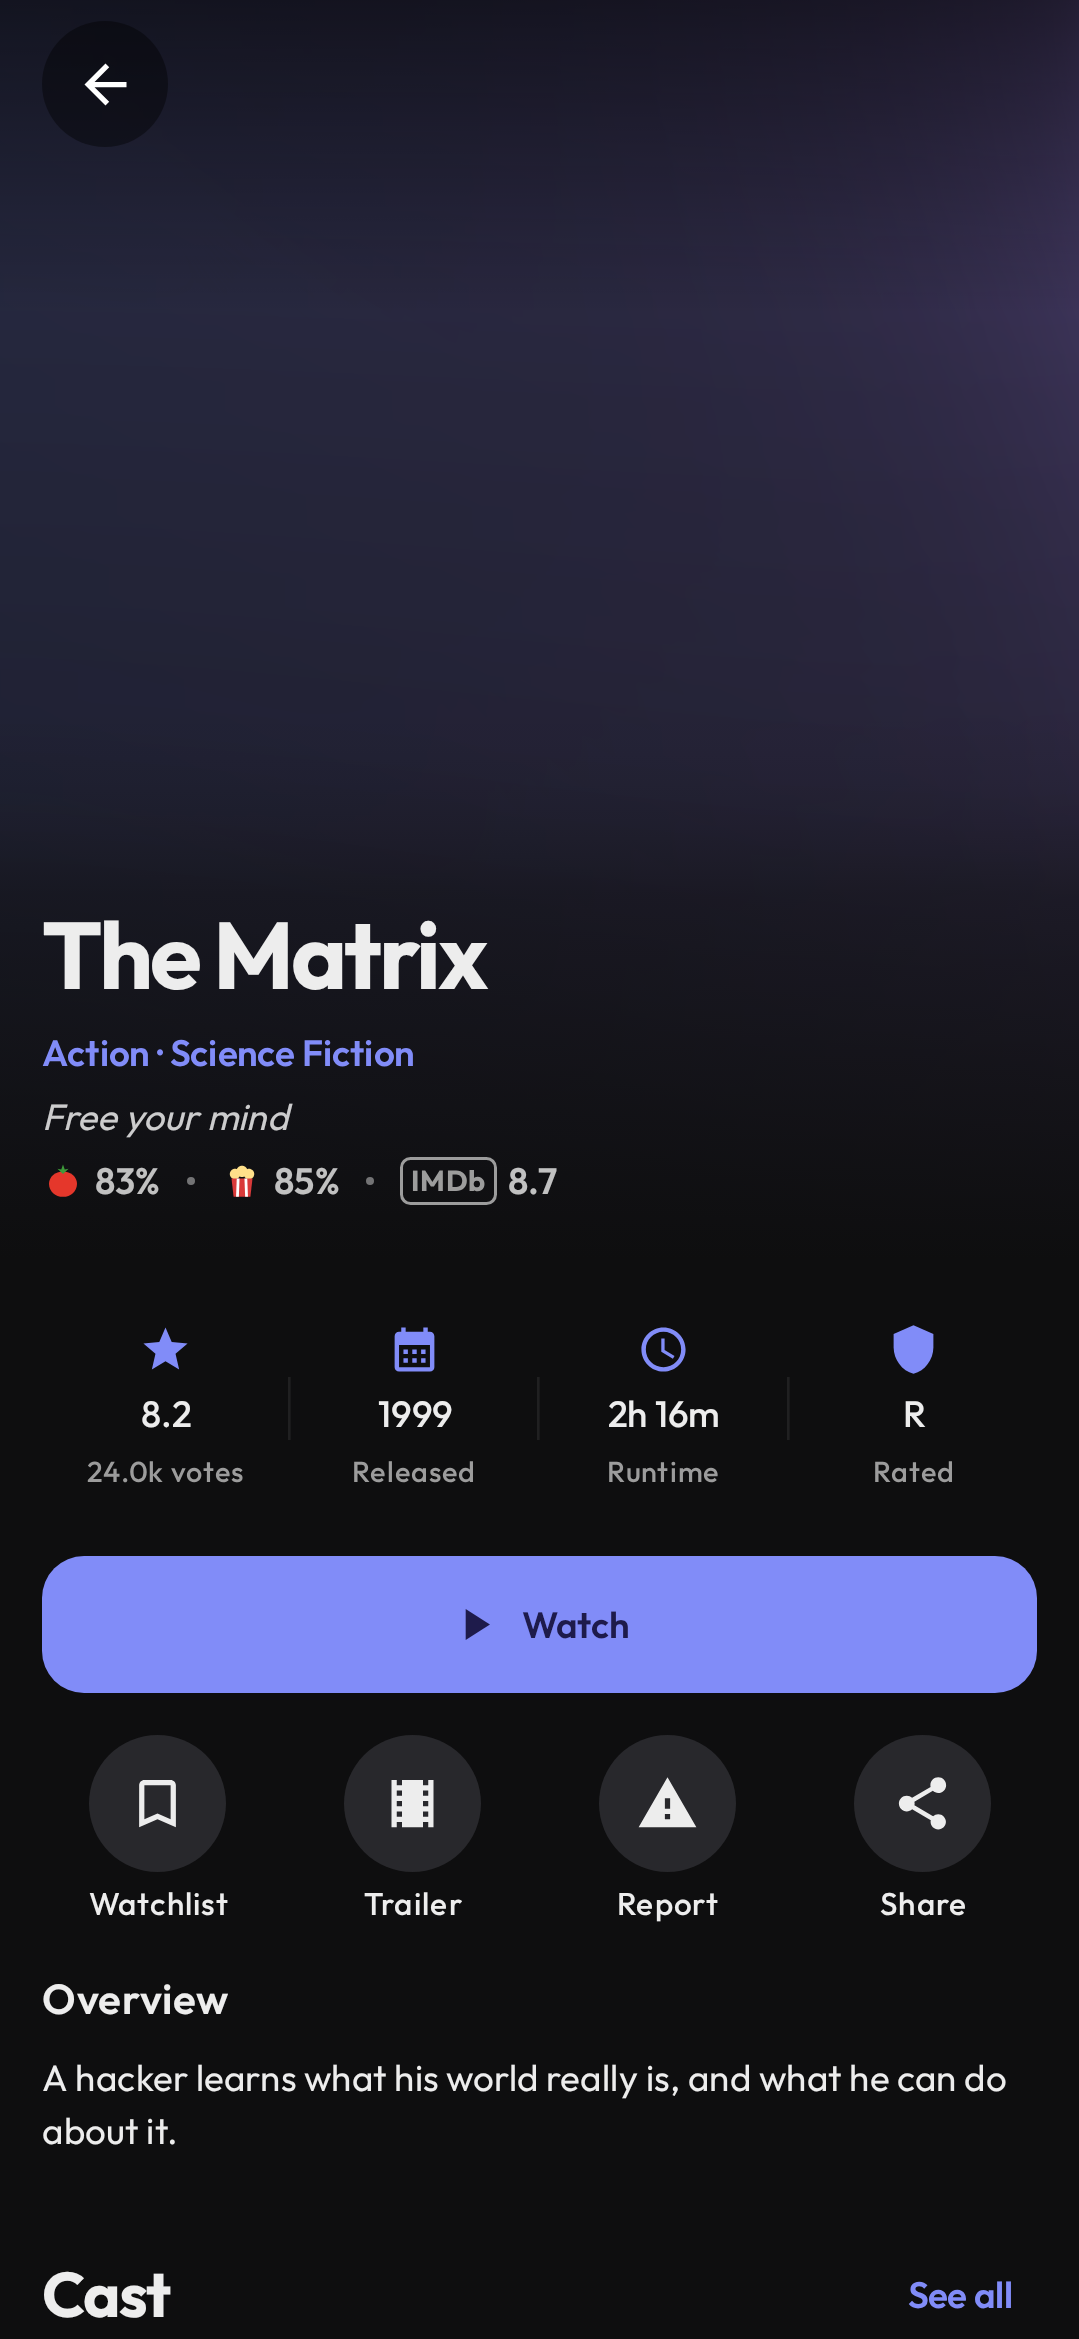 The Matrix
Action · Science Fiction
Free your mind
83% • 85% • IMDb 8.7
8.2 1999 2h 16m R
24.0k votes Released Runtime Rated
Watch
Watchlist Trailer Report Share
Overview
A hacker learns what his world really is, and what he can do
about it.
Cast See all